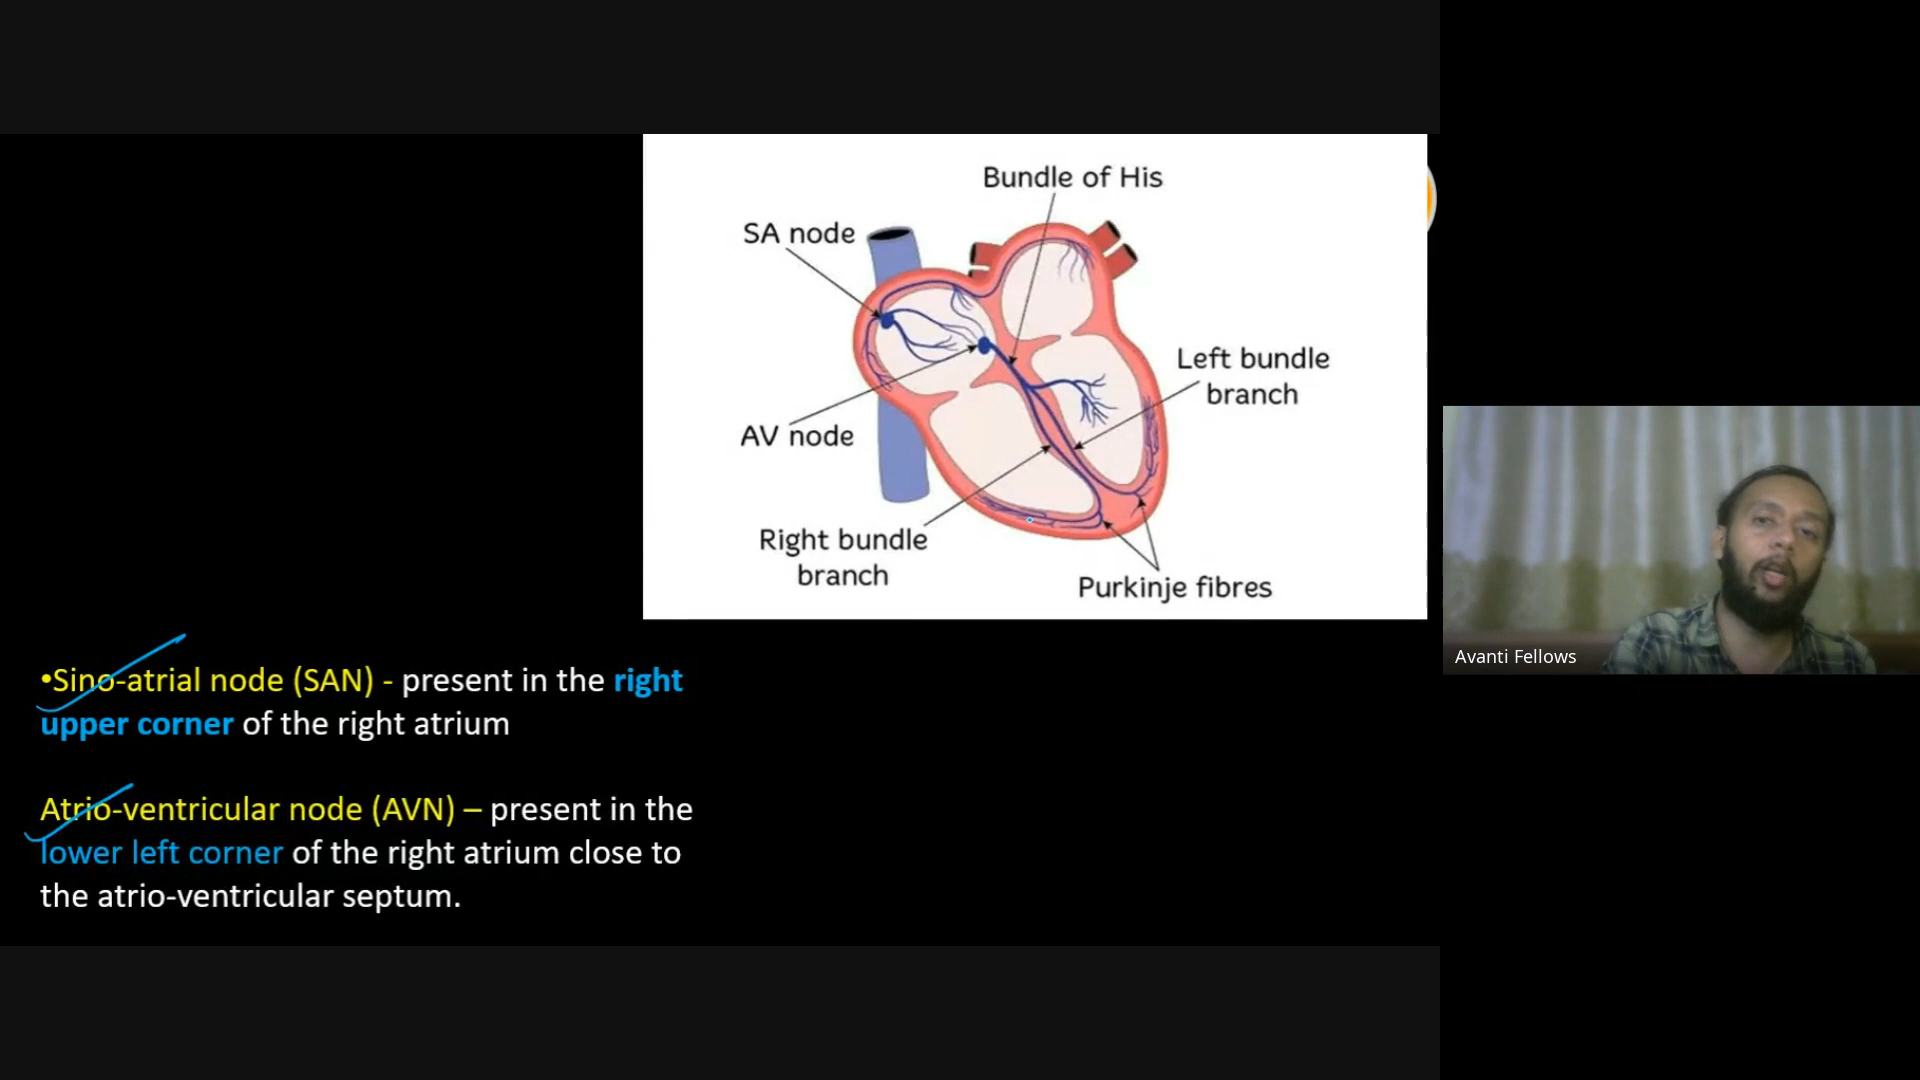 Bundle of His
SA node
Left bundle
branch
AV node
Right bundle
branch
Purkinje fibres
Avanti Fellows
•Sino-atrial node (SAN) - present in the right
upper corner of the right atrium
Atrio-ventricular node (AVN) – present in the
lower left corner of the right atrium close to
the atrio-ventricular septum.